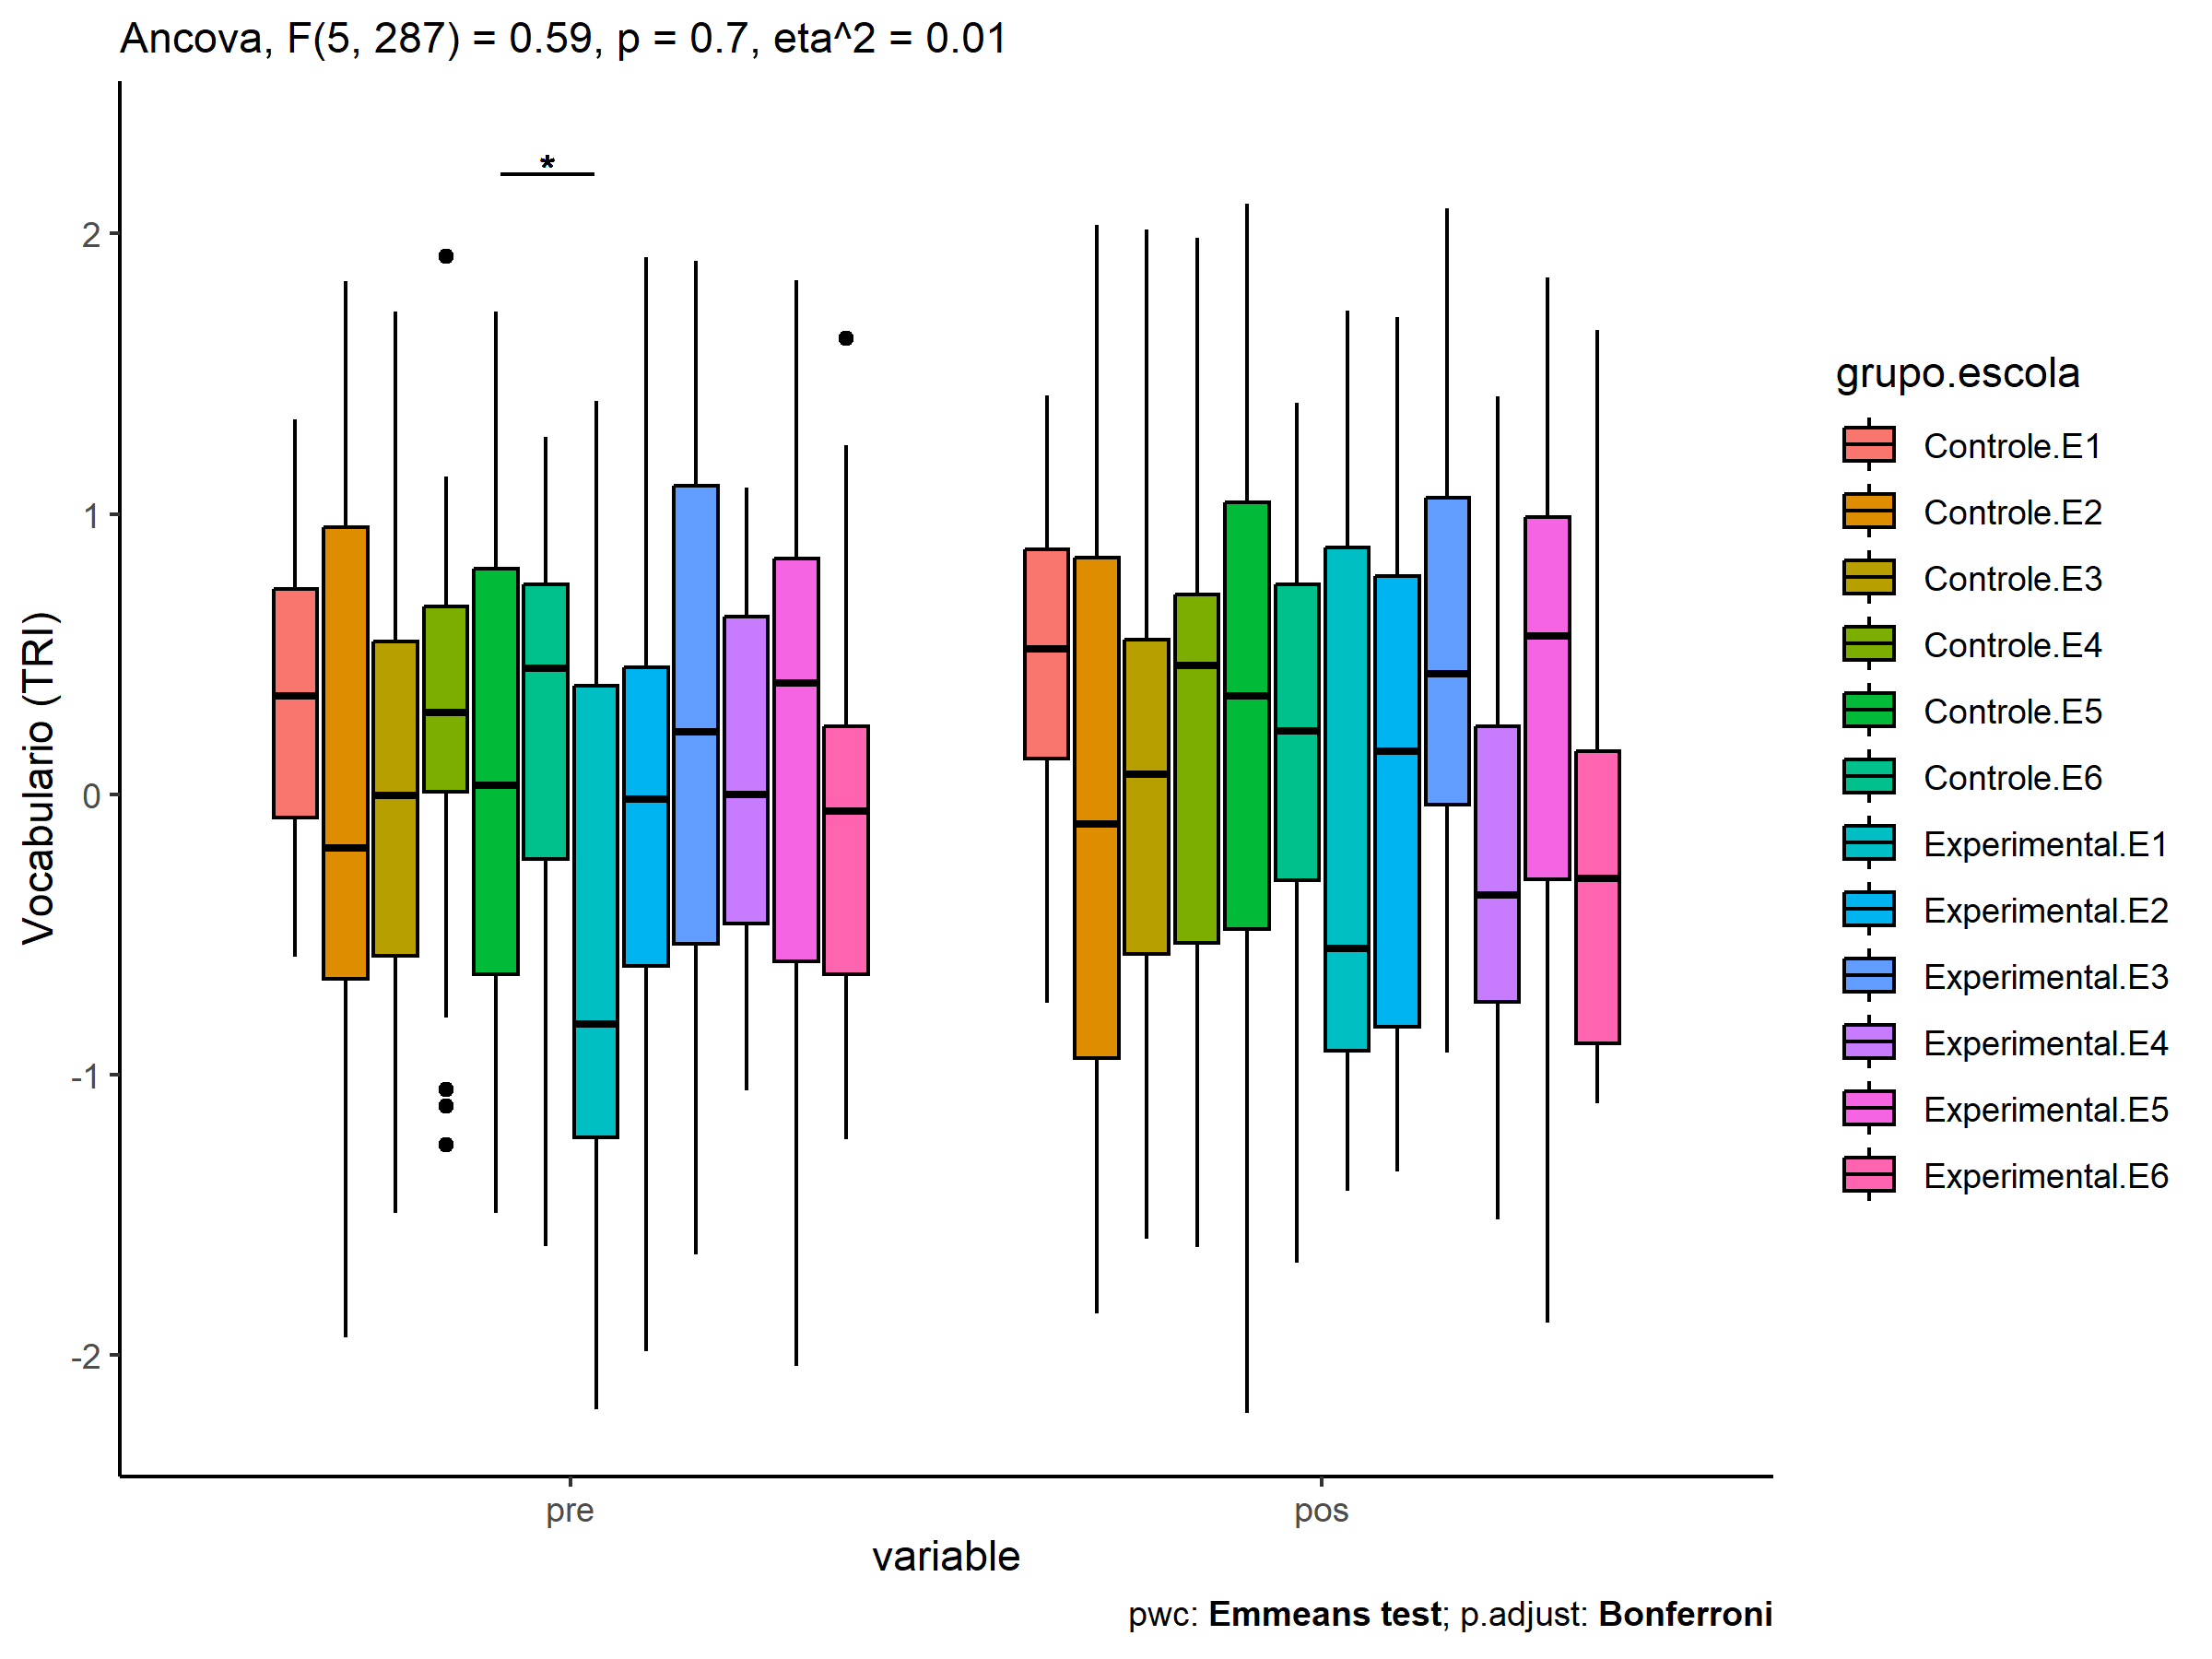 Ancova, F(5, 287) = 0.59, p = 0.7, eta^2 = 0.01
*
2
1
0
-1
-2
Vocabulario (TRI)
pre
pos
variable
grupo.escola
Controle.E1
Controle.E2
Controle.E3
Controle.E4
Controle.E5
Controle.E6
Experimental.E1
Experimental.E2
Experimental.E3
Experimental.E4
Experimental.E5
Experimental.E6
pwc: Emmeans test; p.adjust: Bonferroni